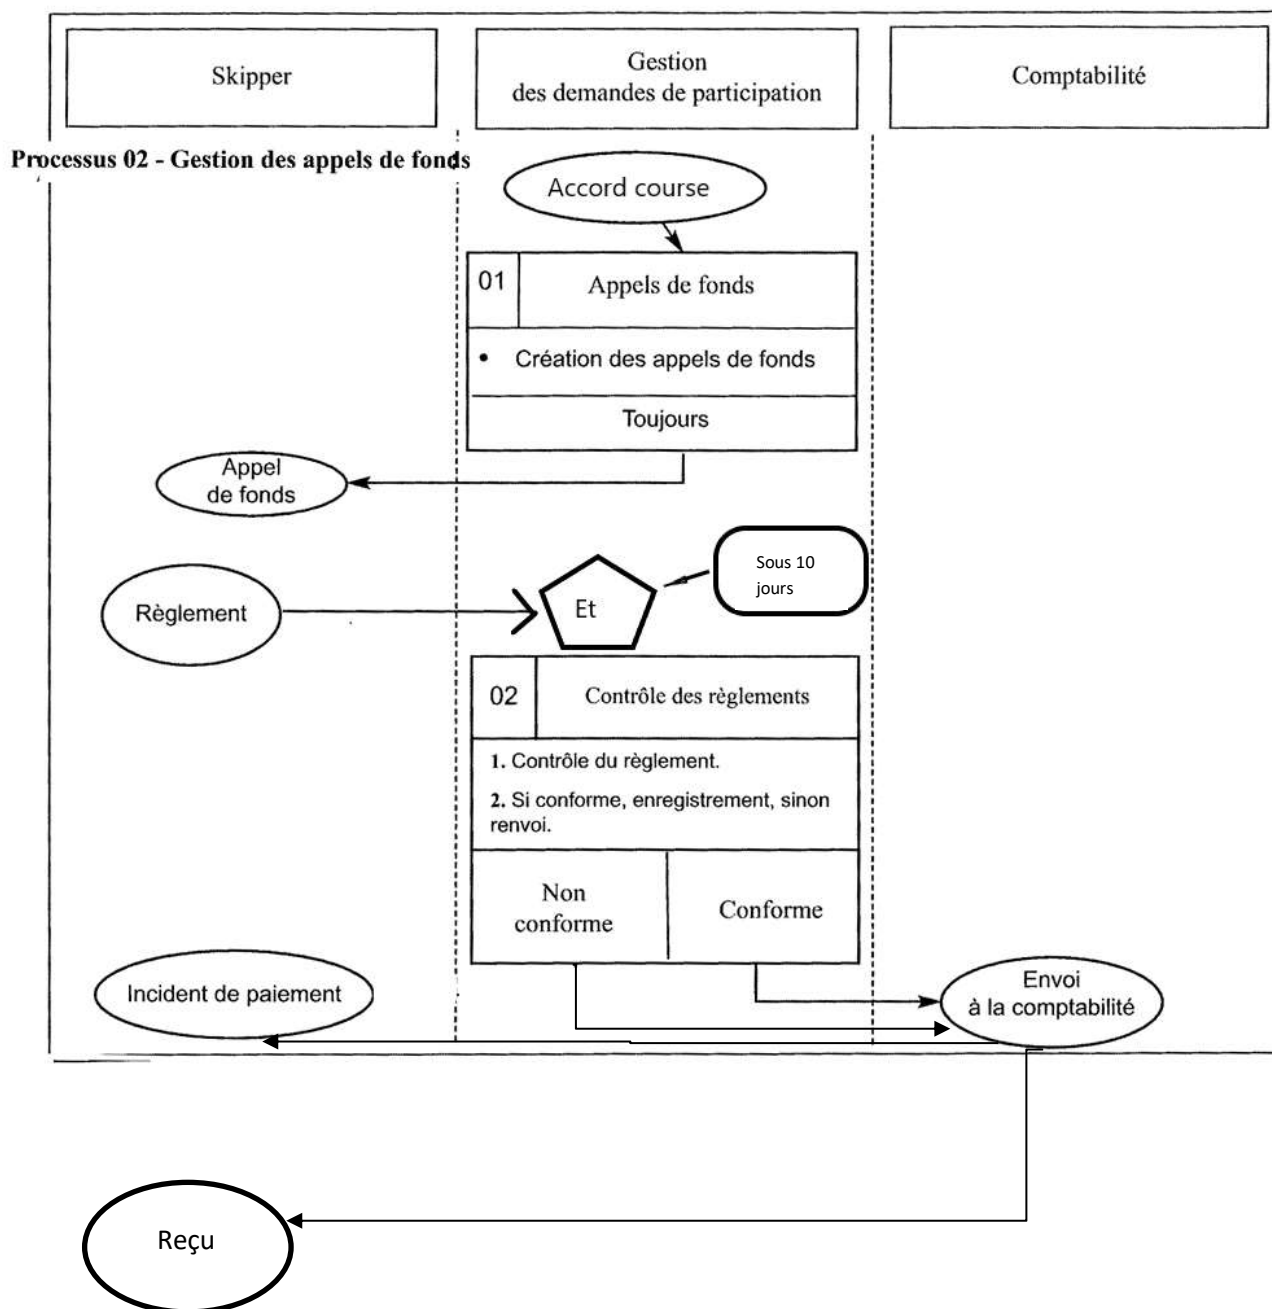 Skipper
Gestion
des demandes de participation
Comptabilité
Processus 02 - Gestion des appels de fonds
Accord course
01
Appels de fonds
• Création des appels de fonds
Toujours
Appel
de fonds
Sous 10
jours
Et
Règlement
02
Contrôle des règlements
1. Contrôle du règlement.
2. Si conforme, enregistrement, sinon
renvoi.
Non
conforme
Conforme
Incident de paiement
Envoi
à la comptabilité
Reçu